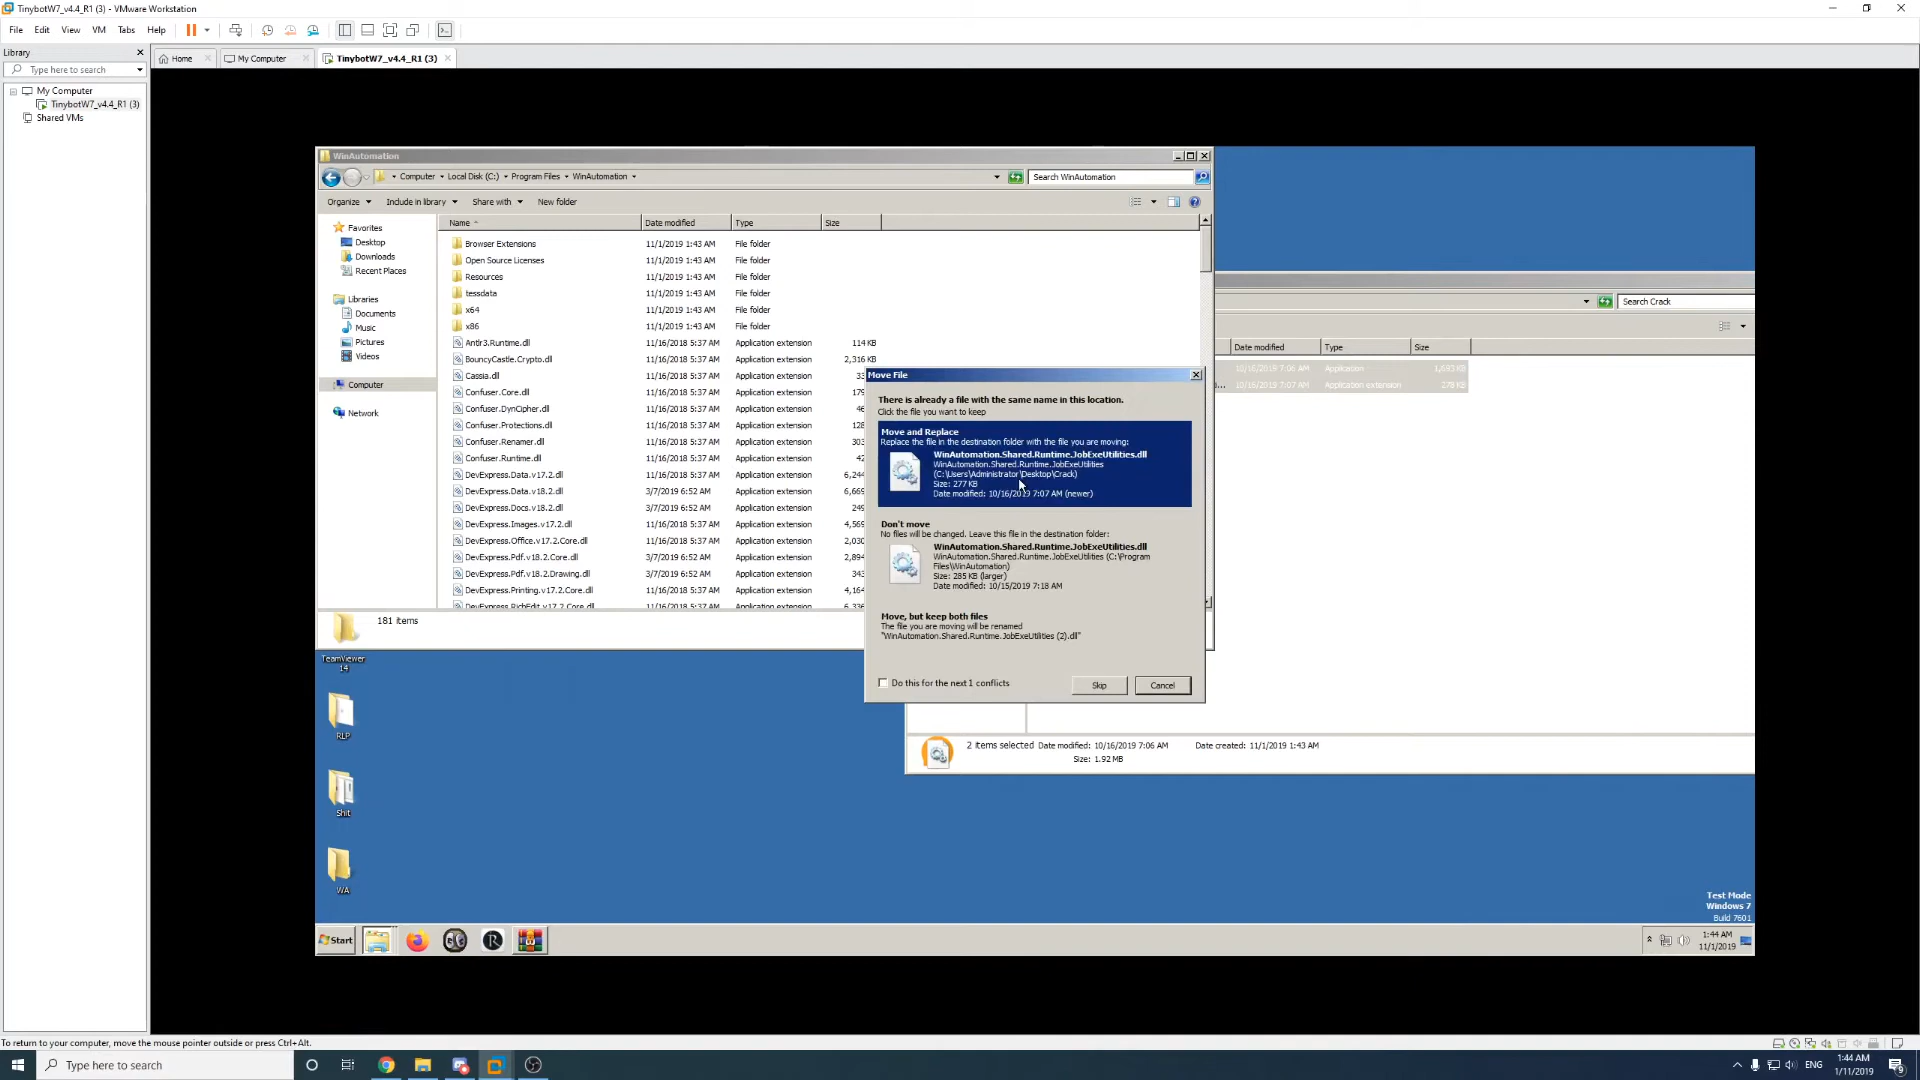 TinybotW7_v4.4_R1 (3) - VMware Workstation
File Edit View VM Tabs Help
Library
Home My Computer TinybotW7_v4.4_R1 (3)
Type here to search
My Computer
TinybotW7_v4.4_R1 (3)
Shared VMs
WinAutomation
Computer Local Disk (C:) Program Files WinAutomation Search WinAutomation
Organize Include in library Share with New folder
Name Date modified Type Size
Favorites
Desktop
Downloads
Recent Places
Libraries
Documents
Music
Pictures
Videos
Computer
Network
Browser Extensions 11/1/2019 1:43 AM File folder
Open Source Licenses 11/1/2019 1:43 AM File folder
Resources 11/1/2019 1:43 AM File folder
tessdata 11/1/2019 1:43 AM File folder
x64 11/1/2019 1:43 AM File folder
x86 11/1/2019 1:43 AM File folder
Antlr3.Runtime.dll 11/16/2018 5:37 AM Application extension 114 KB
BouncyCastle.Crypto.dll 11/16/2018 5:37 AM Application extension 2,316 KB
Cassia.dll 11/16/2018 5:37 AM Application extension 33
Confuser.Core.dll 11/16/2018 5:37 AM Application extension 179
Confuser.DynCipher.dll 11/16/2018 5:37 AM Application extension 46
Confuser.Protections.dll 11/16/2018 5:37 AM Application extension 128
Confuser.Renamer.dll 11/16/2018 5:37 AM Application extension 303
Confuser.Runtime.dll 11/16/2018 5:37 AM Application extension 42
DevExpress.Data.v17.2.dll 11/16/2018 5:37 AM Application extension 6,244
DevExpress.Data.v18.2.dll 3/7/2019 6:52 AM Application extension 6,669
DevExpress.Docs.v18.2.dll 3/7/2019 6:52 AM Application extension 249
DevExpress.Images.v17.2.dll 11/16/2018 5:37 AM Application extension 4,569
DevExpress.Office.v17.2.Core.dll 11/16/2018 5:37 AM Application extension 2,030
DevExpress.Pdf.v18.2.Core.dll 3/7/2019 6:52 AM Application extension 2,894
DevExpress.Pdf.v18.2.Drawing.dll 3/7/2019 6:52 AM Application extension 343
DevExpress.Printing.v17.2.Core.dll 11/16/2018 5:37 AM Application extension 4,164
DevExpress.RichEdit.v17.2.Core.dll 11/16/2018 5:37 AM Application extension 6,336
181 items
Search Crack
Date modified Type Size
10/16/2019 7:06 AM Application 1,693 KB
... 10/16/2019 7:07 AM Application extension 278 KB
Move File
There is already a file with the same name in this location.
Click the file you want to keep
Move and Replace
Replace the file in the destination folder with the file you are moving:
WinAutomation.Shared.Runtime.JobExeUtilities.dll
WinAutomation.Shared.Runtime.JobExeUtilities
(C:\Users\Administrator\Desktop\Crack)
Size: 277 KB
Date modified: 10/16/2019 7:07 AM (newer)
Don't move
No files will be changed. Leave this file in the destination folder:
WinAutomation.Shared.Runtime.JobExeUtilities.dll
WinAutomation.Shared.Runtime.JobExeUtilities (C:\Program
Files\WinAutomation)
Size: 285 KB (larger)
Date modified: 10/15/2019 7:18 AM
Move, but keep both files
The file you are moving will be renamed
"WinAutomation.Shared.Runtime.JobExeUtilities (2).dll"
Do this for the next 1 conflicts
Skip Cancel
2 items selected Date modified: 10/16/2019 7:06 AM Date created: 11/1/2019 1:43 AM
Size: 1.92 MB
TeamViewer
14
RLP
Shit
WA
Test Mode
Windows 7
Build 7601
Start
1:44 AM
11/1/2019
To return to your computer, move the mouse pointer outside or press Ctrl+Alt.
Type here to search
ENG
1:44 AM
1/11/2019